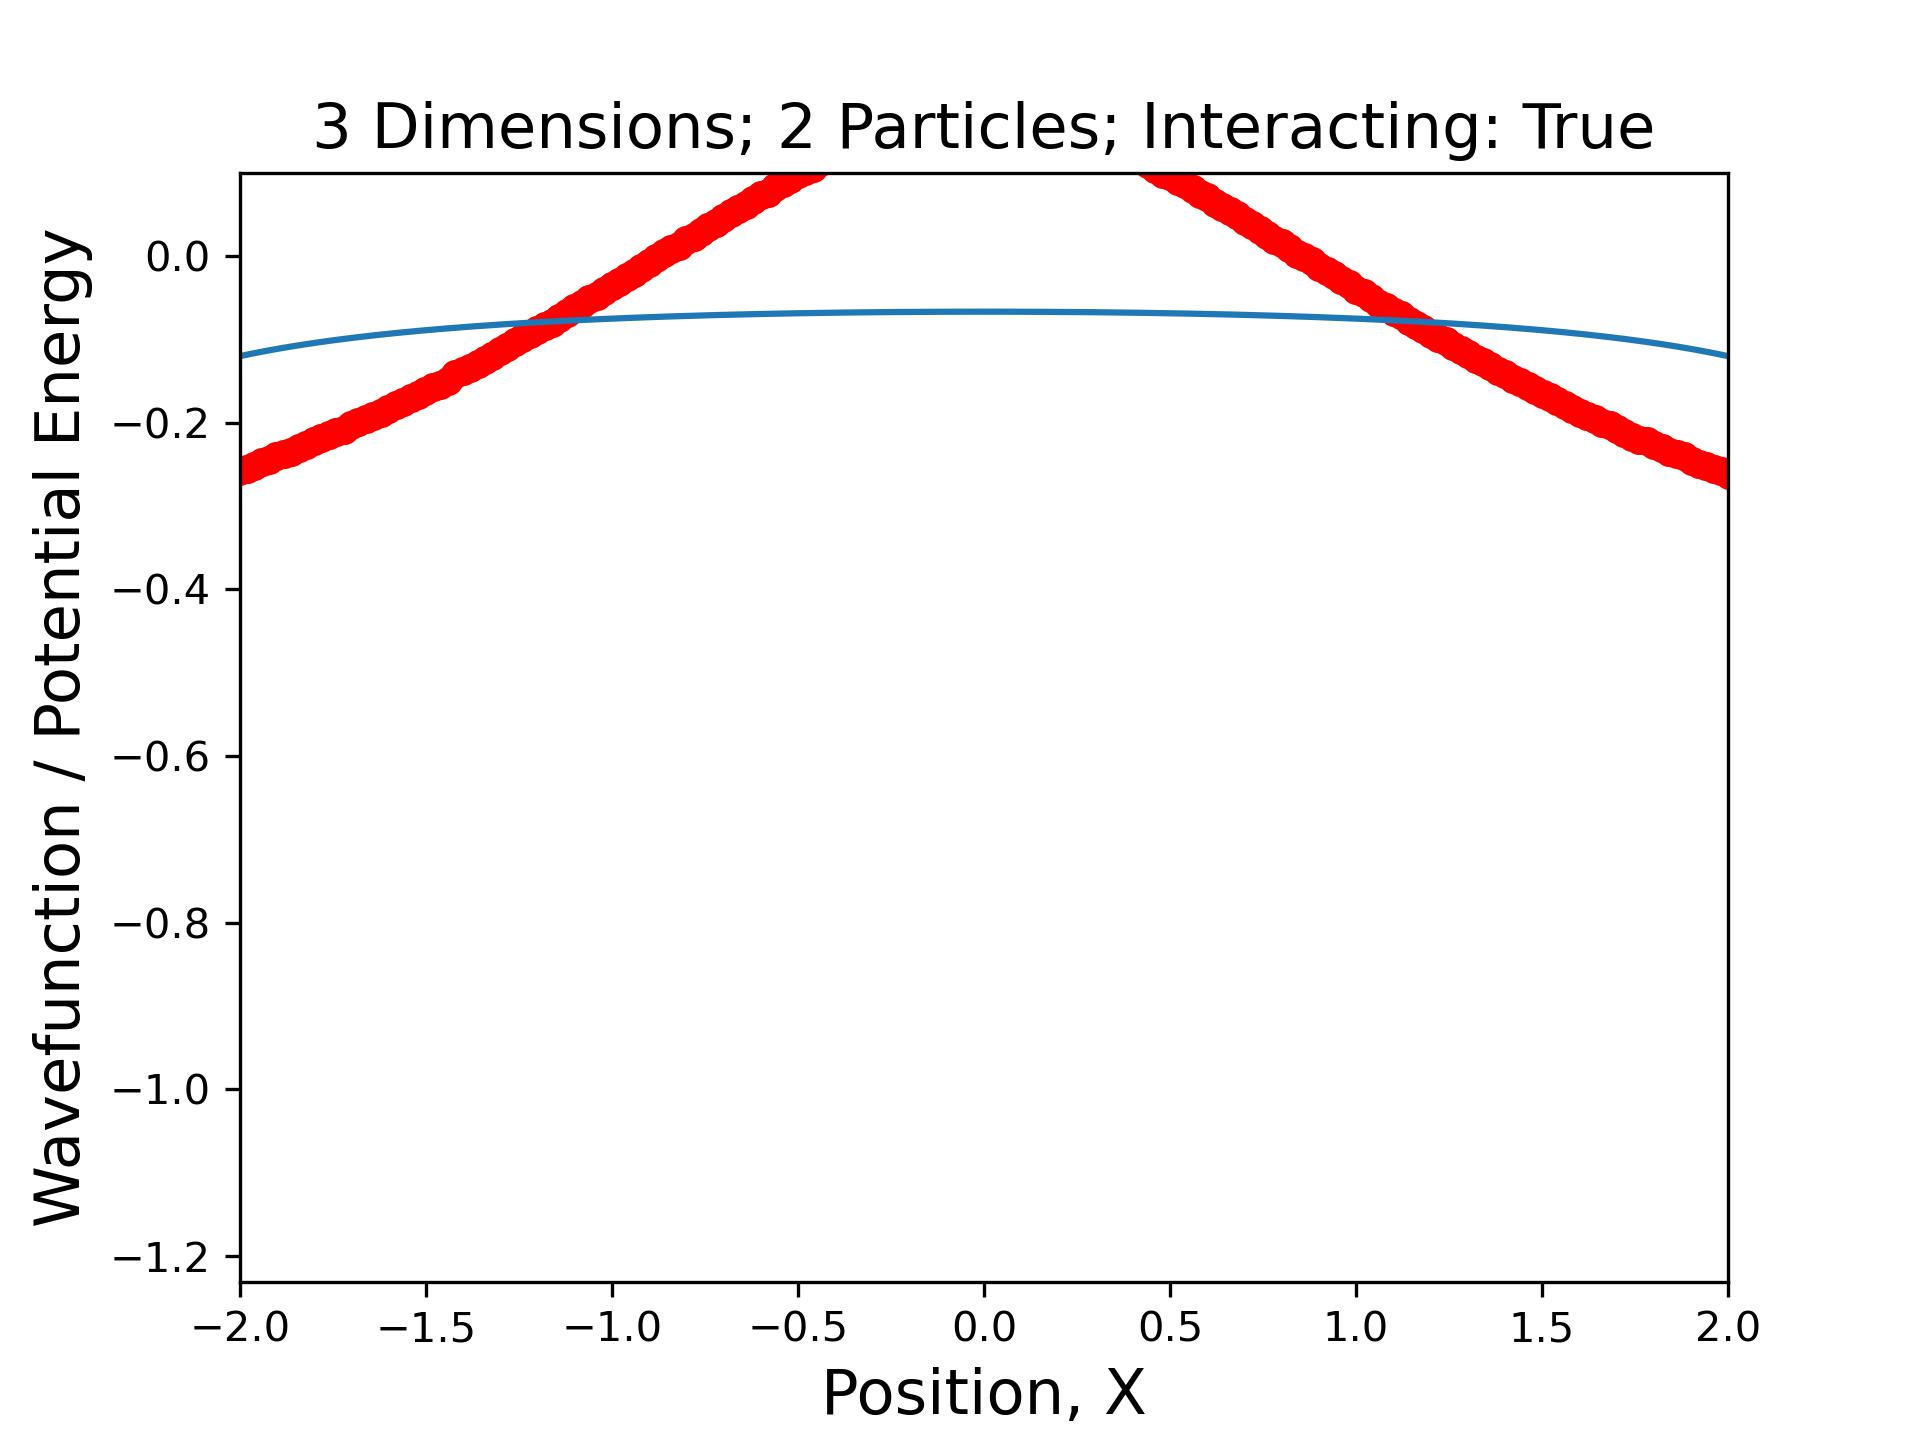 3 Dimensions; 2 Particles; Interacting: True
Wavefunction / Potential Energy
0.0
−0.2
−0.4
−0.6
−0.8
−1.0
−1.2
−2.0 −1.5 −1.0 −0.5 0.0 0.5 1.0 1.5 2.0
Position, X